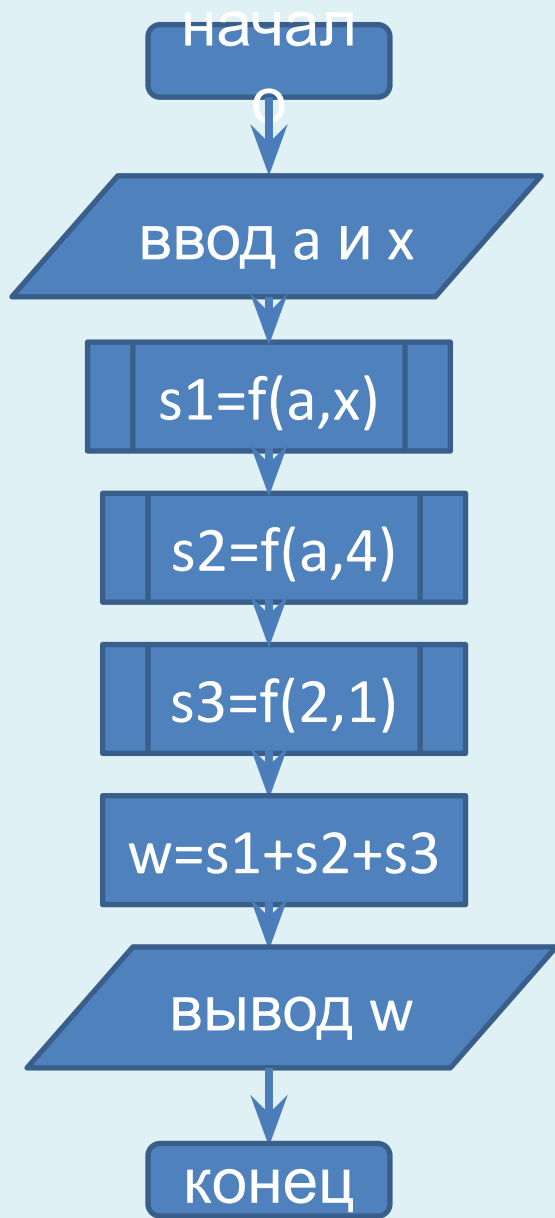 начал
о
ввод a и x
s1=f(a,x)
s2=f(a,4)
s3=f(2,1)
w=s1+s2+s3
вывод w
конец